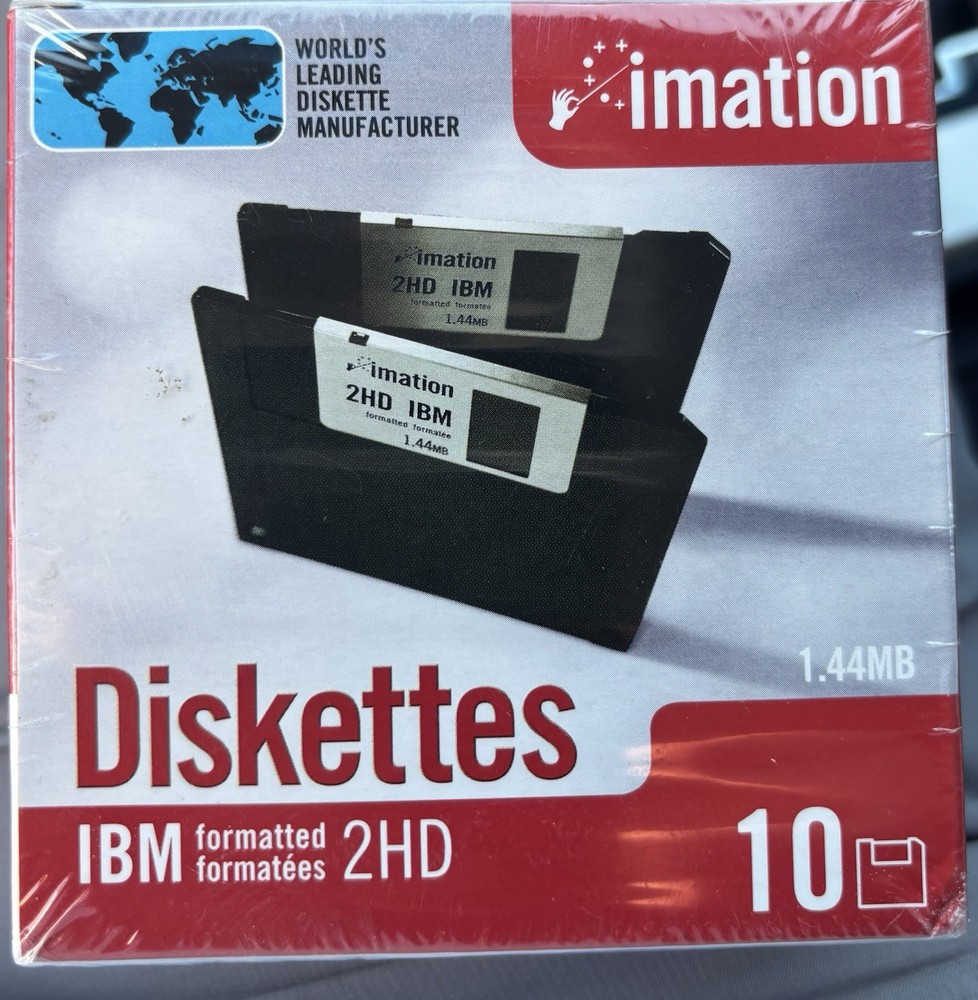 WORLD'S
LEADING
DISKETTE
MANUFACTURER
imation
imation
2HD IBM
formatted formatée
1.44MB
imation
2HD IBM
formatted formatée
1.44MB
1.44MB
Diskettes
IBM formatted 2HD
formatées
10